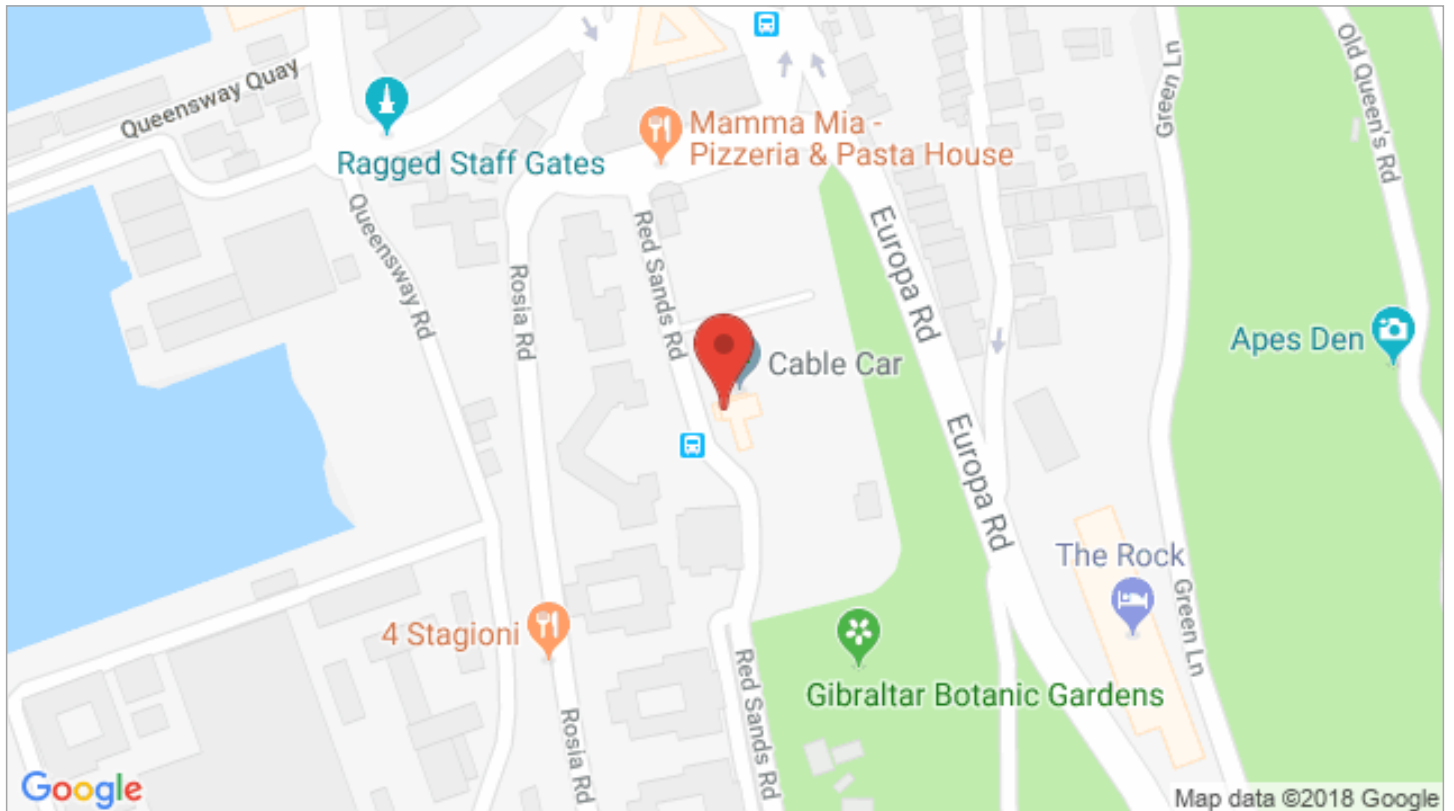 Queensway Quay
Ragged Staff Gates
Mamma Mia -
Pizzeria & Pasta House
Green Ln
Old Queen's Rd
Queensway Rd
Rosia Rd
Red Sands Rd
Europa Rd
Cable Car
Apes Den
Europa Rd
The Rock
Green Ln
4 Stagioni
Gibraltar Botanic Gardens
Rosia Rd
Red Sands Rd
Google
Map data ©2018 Google